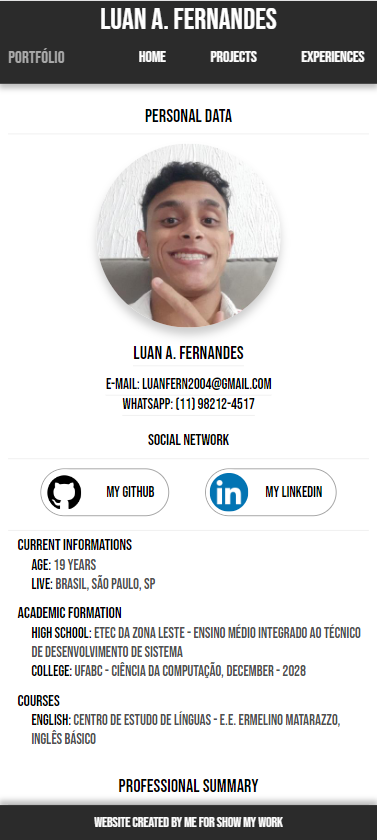 LUAN A. FERNANDES
PORTFÓLIO HOME PROJECTS EXPERIENCES
PERSONAL DATA
LUAN A. FERNANDES
E-MAIL: LUANFERN2004@GMAIL.COM
WHATSAPP: (11) 98212-4517
SOCIAL NETWORK
MY GITHUB
in MY LINKEDIN
CURRENT INFORMATIONS
AGE: 19 YEARS
LIVE: BRASIL, SÃO PAULO, SP
ACADEMIC FORMATION
HIGH SCHOOL: ETEC DA ZONA LESTE - ENSINO MÉDIO INTEGRADO AO TÉCNICO
DE DESENVOLVIMENTO DE SISTEMA
COLLEGE: UFABC - CIÊNCIA DA COMPUTAÇÃO, DECEMBER - 2028
COURSES
ENGLISH: CENTRO DE ESTUDO DE LÍNGUAS - E.E. ERMELINO MATARAZZO,
INGLÊS BÁSICO
PROFESSIONAL SUMMARY
WEBSITE CREATED BY ME FOR SHOW MY WORK